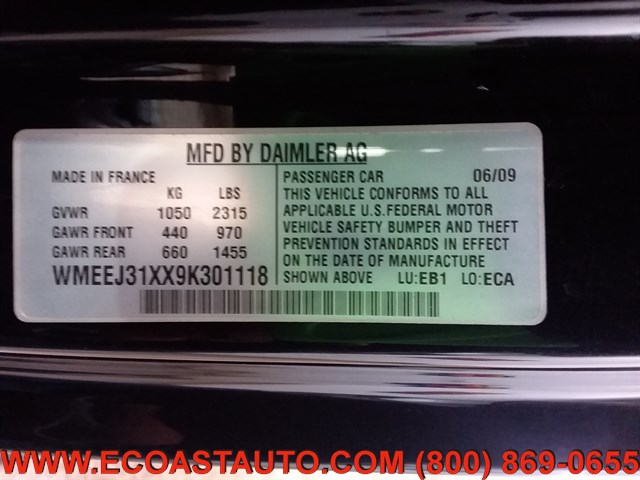 MFD BY DAIMLER AG
MADE IN FRANCE
KG LBS
GVWR 1050 2315
GAWR FRONT 440 970
GAWR REAR 660 1455
WMEEJ31XX9K301118
PASSENGER CAR 06/09
THIS VEHICLE CONFORMS TO ALL
APPLICABLE U.S.FEDERAL MOTOR
VEHICLE SAFETY BUMPER AND THEFT
PREVENTION STANDARDS IN EFFECT
ON THE DATE OF MANUFACTURE
SHOWN ABOVE LU:EB1 LO:ECA
WWW.ECOASTAUTO.COM (800) 869-0655